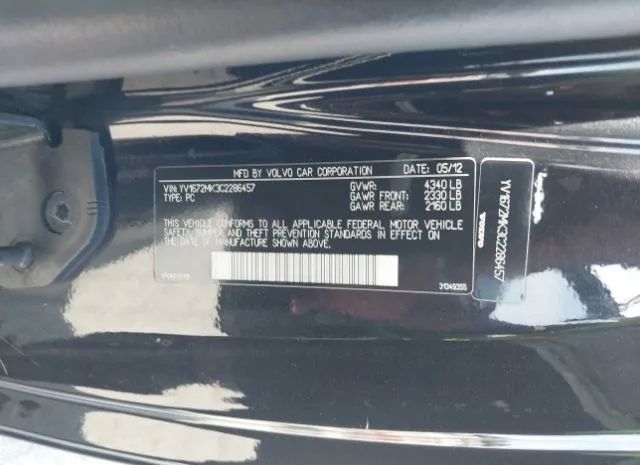 MFD BY VOLVO CAR CORPORATION DATE: 05/12
VIN: YV1672MK3C2286457
TYPE: PC
GVWR: 4340 LB
GAWR FRONT: 2330 LB
GAWR REAR: 2160 LB
THIS VEHICLE CONFORMS TO ALL APPLICABLE FEDERAL MOTOR VEHICLE
SAFETY, BUMPER AND THEFT PREVENTION STANDARDS IN EFFECT ON THE
DATE OF MANUFACTURE SHOWN ABOVE.
31349355
YV1672MK3C2286457
VOLVO